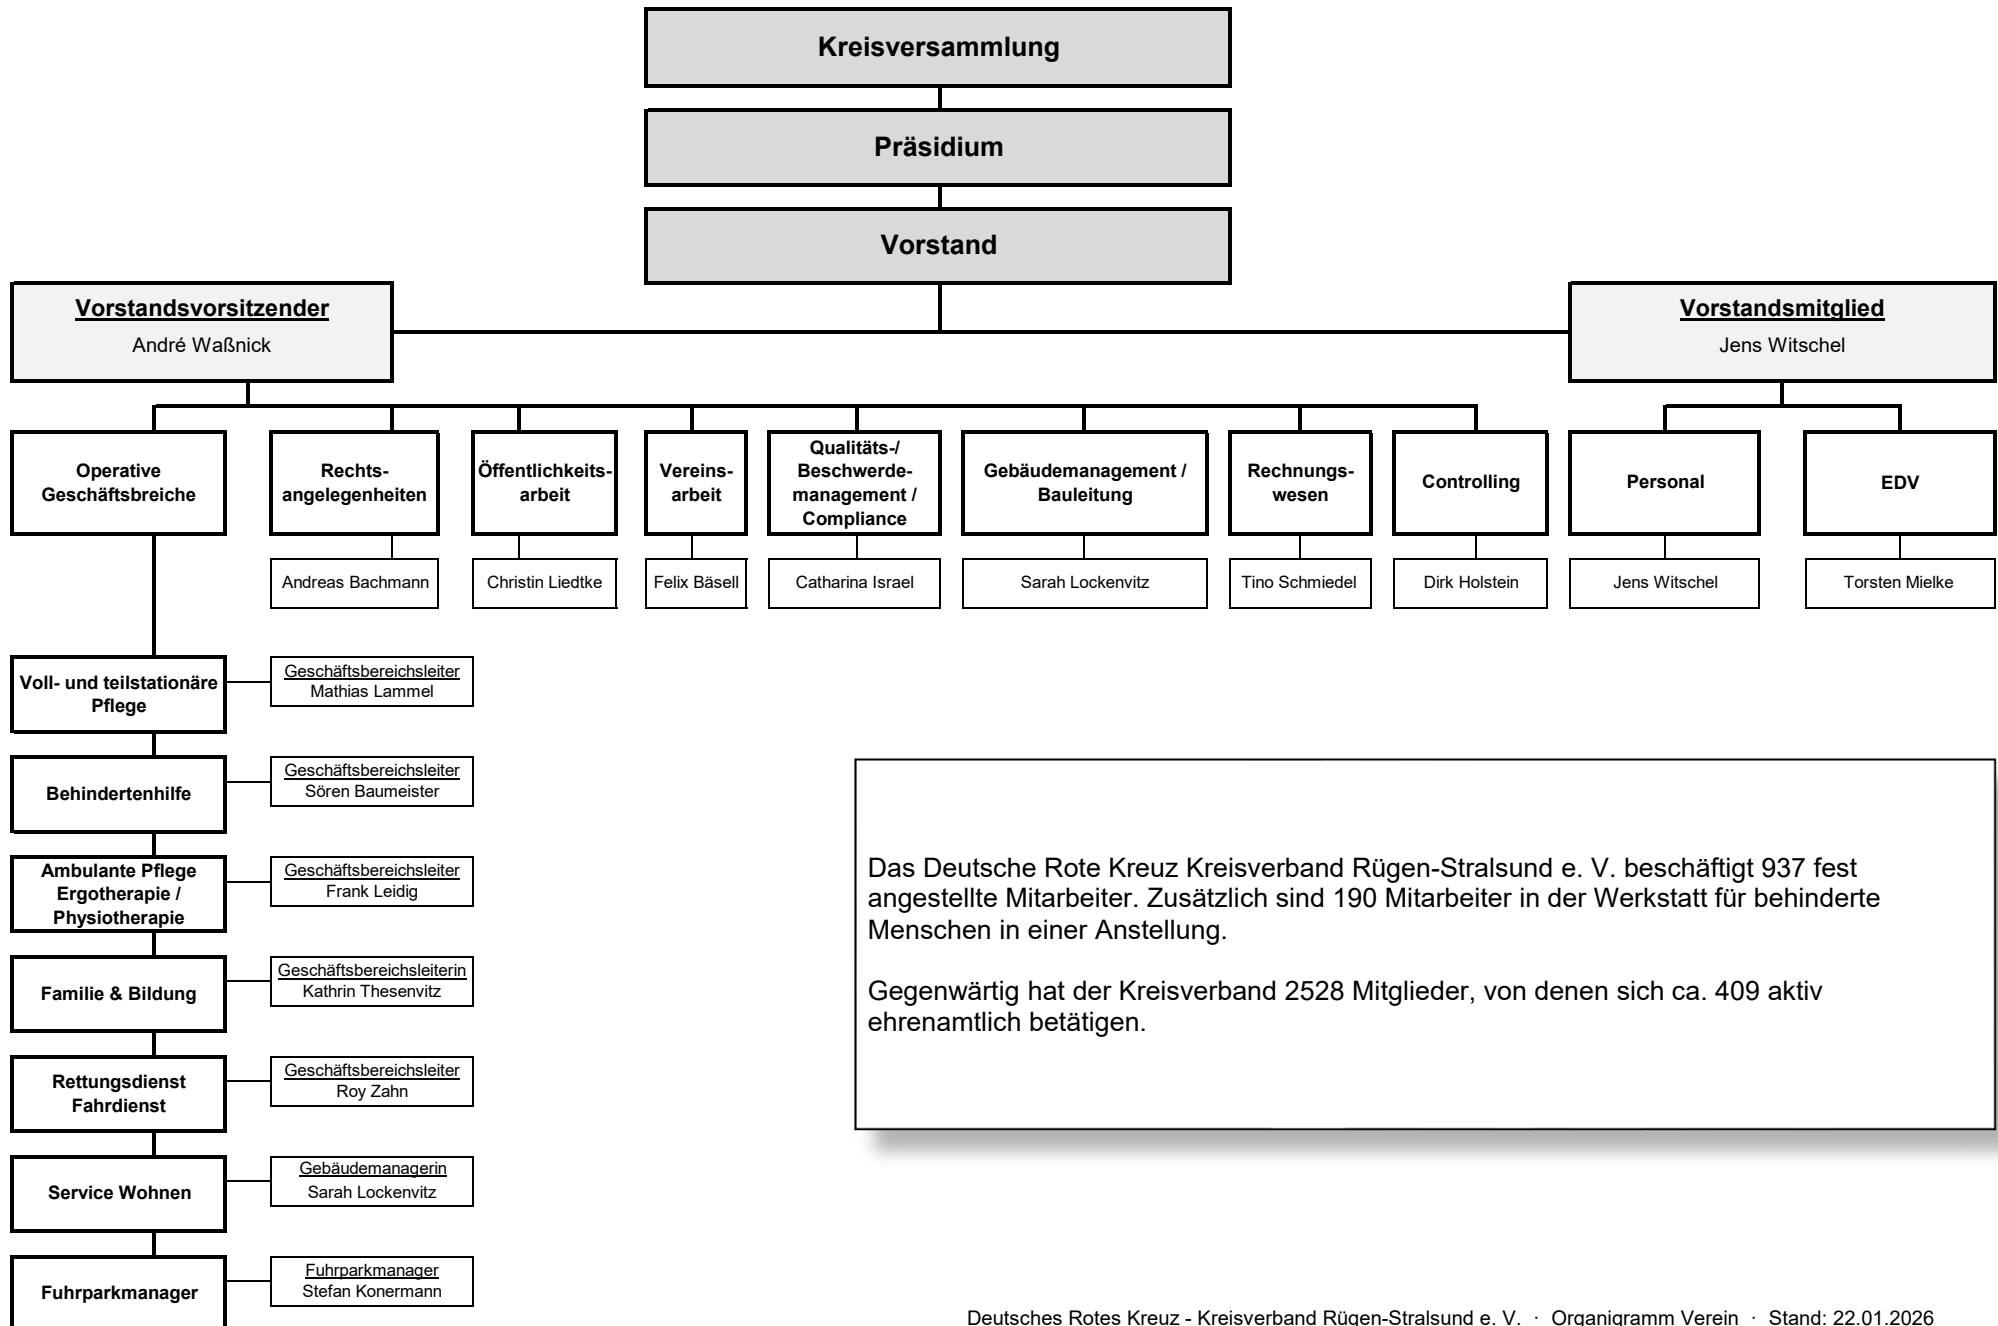 Kreisversammlung
Präsidium
Vorstand
Vorstandsvorsitzender
André Waßnick
Vorstandsmitglied
Jens Witschel
Operative
Geschäftsbreiche
Rechts-
angelegenheiten
Öffentlichkeits-
arbeit
Vereins-
arbeit
Qualitäts-/
Beschwerde-
management /
Compliance
Gebäudemanagement /
Bauleitung
Rechnungs-
wesen
Controlling
Personal
EDV
Andreas Bachmann
Christin Liedtke
Felix Bäsell
Catharina Israel
Sarah Lockenvitz
Tino Schmiedel
Dirk Holstein
Jens Witschel
Torsten Mielke
Voll- und teilstationäre
Pflege
Geschäftsbereichsleiter
Mathias Lammel
Behindertenhilfe
Geschäftsbereichsleiter
Sören Baumeister
Ambulante Pflege
Ergotherapie /
Physiotherapie
Geschäftsbereichsleiter
Frank Leidig
Familie & Bildung
Geschäftsbereichsleiterin
Kathrin Thesenvitz
Rettungsdienst
Fahrdienst
Geschäftsbereichsleiter
Roy Zahn
Service Wohnen
Gebäudemanagerin
Sarah Lockenvitz
Fuhrparkmanager
Fuhrparkmanager
Stefan Konermann
Das Deutsche Rote Kreuz Kreisverband Rügen-Stralsund e. V. beschäftigt 937 fest
angestellte Mitarbeiter. Zusätzlich sind 190 Mitarbeiter in der Werkstatt für behinderte
Menschen in einer Anstellung.
Gegenwärtig hat der Kreisverband 2528 Mitglieder, von denen sich ca. 409 aktiv
ehrenamtlich betätigen.
Deutsches Rotes Kreuz - Kreisverband Rügen-Stralsund e. V. · Organigramm Verein · Stand: 22.01.2026